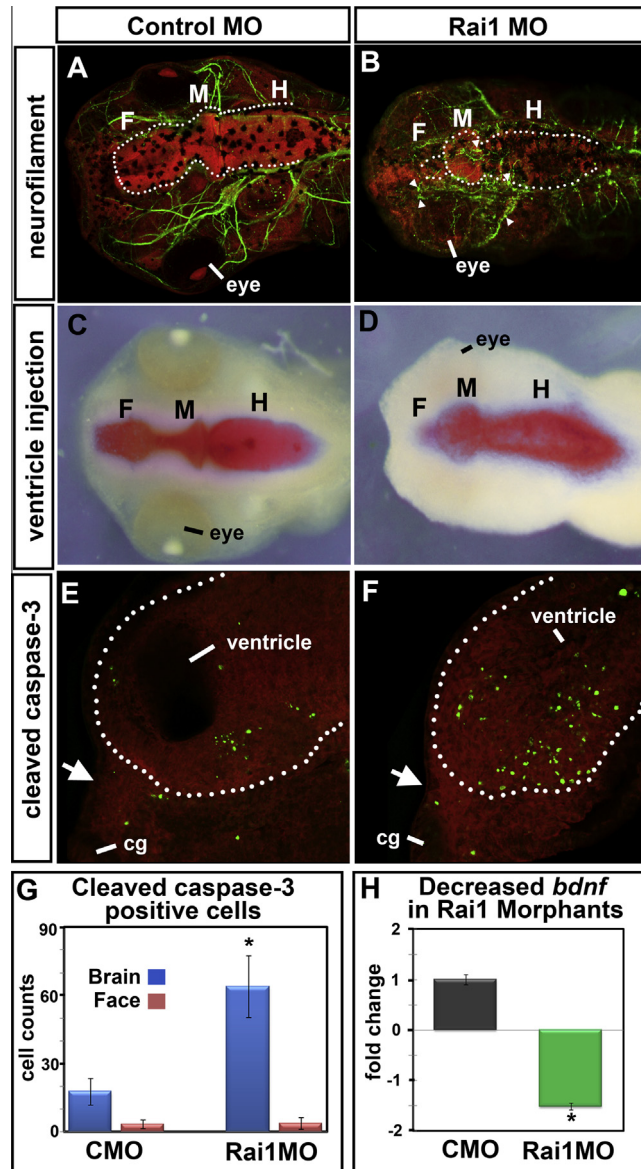 Control MO
Rai1 MO
neurofilament
A
F
M
H
eye
B
F
M
H
eye
ventricle injection
C
F
M
H
eye
D
F
M
H
eye
cleaved caspase-3
E
ventricle
cg
F
ventricle
cg
G
Cleaved caspase-3
positive cells
cell counts
90
60
30
0
Brain
Face
*
CMO
Rai1MO
H
Decreased bdnf
in Rai1 Morphants
fold change
2
1
0
-1
-2
*
CMO
Rai1MO